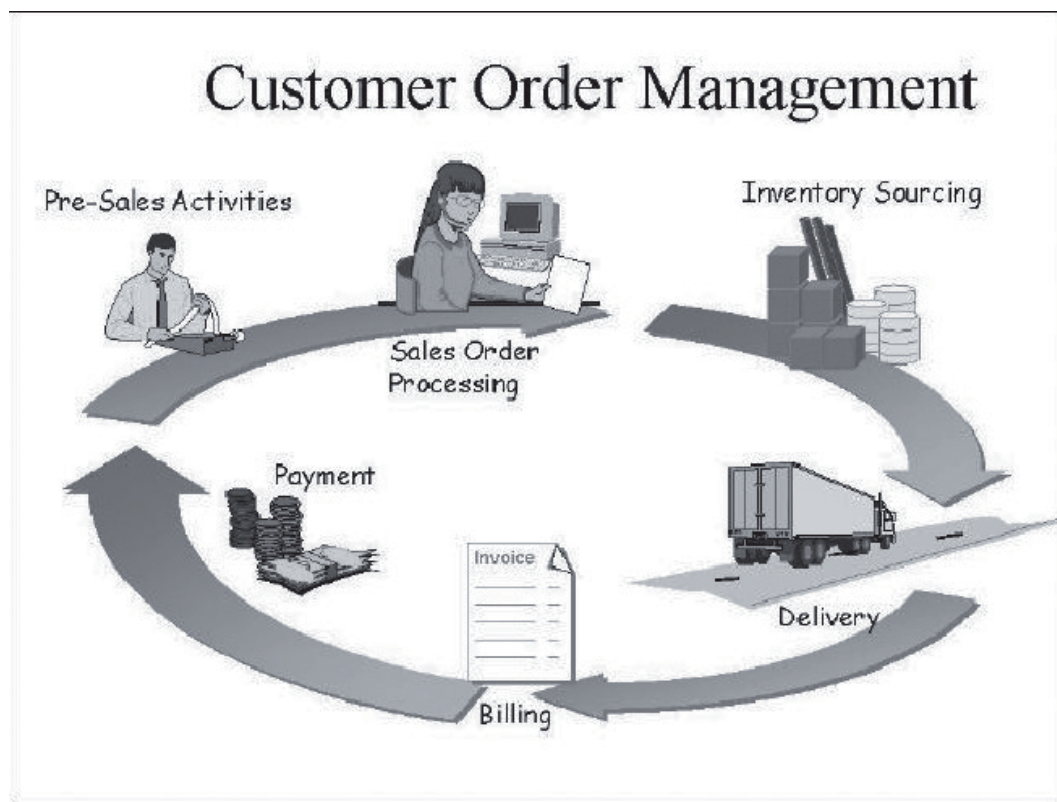 Customer Order Management
Pre-Sales Activities
Inventory Sourcing
Sales Order
Processing
Payment
Invoice
Delivery
Billing